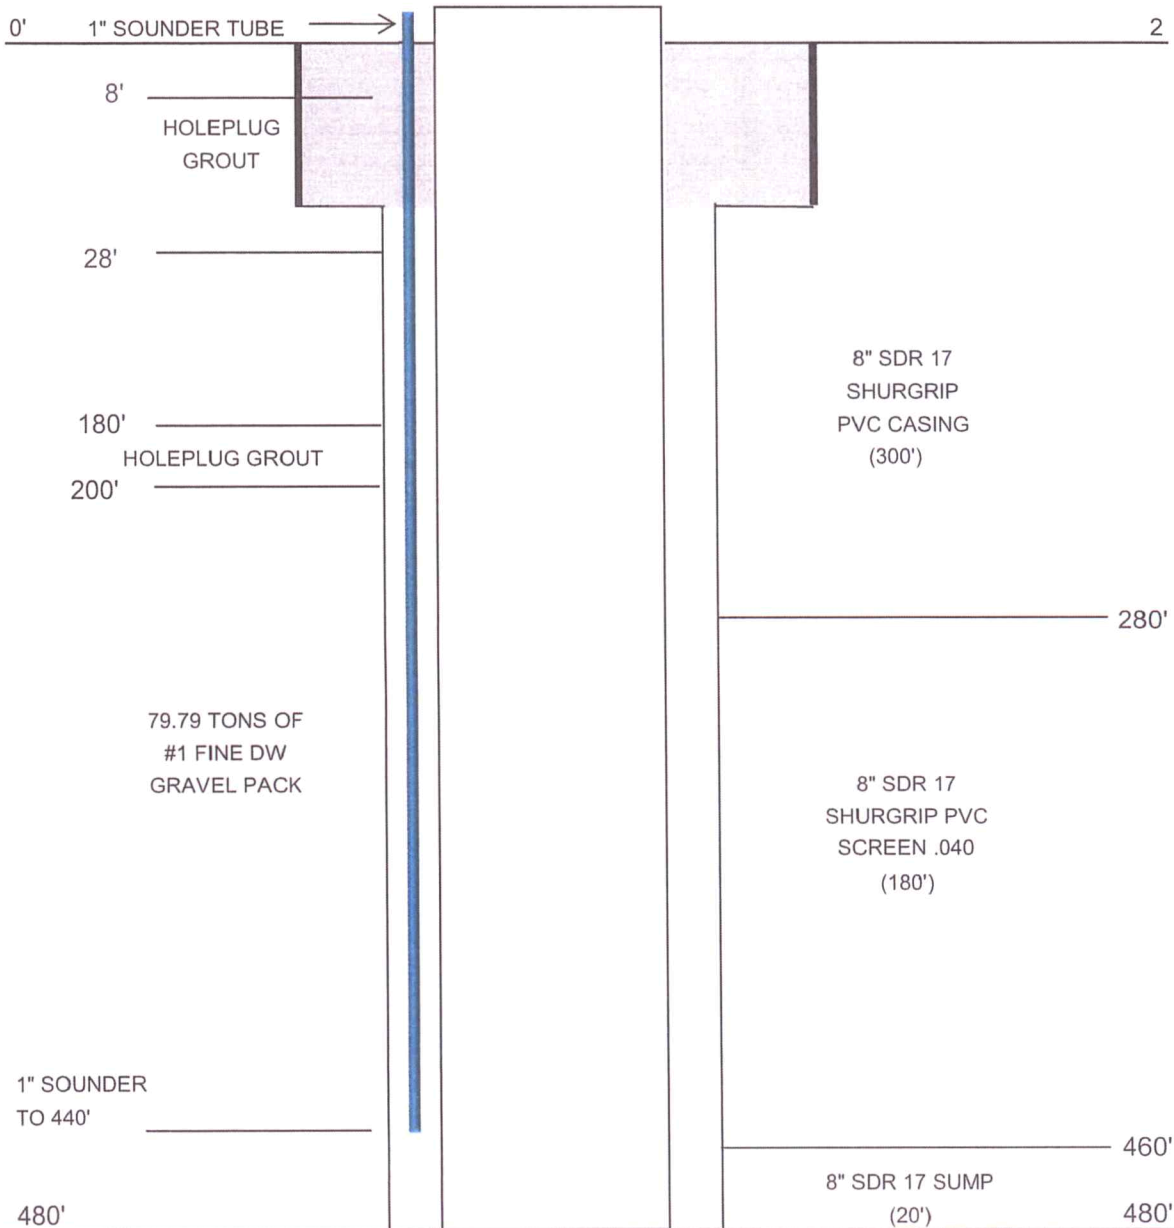 0'
1" SOUNDER TUBE
2
8'
HOLEPLUG
GROUT
28'
8" SDR 17
SHURGRIP
PVC CASING
(300')
180'
HOLEPLUG GROUT
200'
280'
79.79 TONS OF
#1 FINE DW
GRAVEL PACK
8" SDR 17
SHURGRIP PVC
SCREEN .040
(180')
1" SOUNDER
TO 440'
460'
8" SDR 17 SUMP
(20')
480'
480'